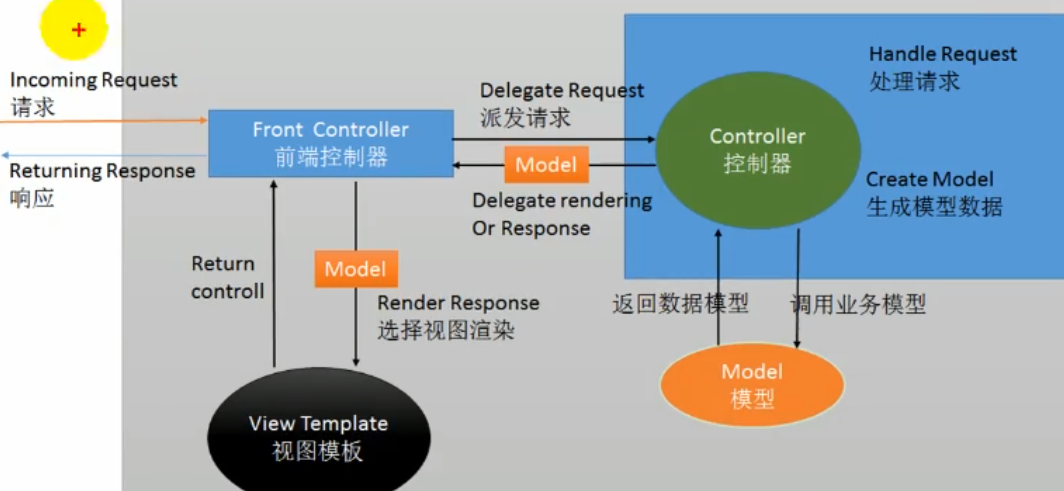 Incoming Request
请求
Returning Response
响应
Front Controller
前端控制器
Delegate Request
派发请求
Model
Delegate rendering
Or Response
Controller
控制器
Handle Request
处理请求
Create Model
生成模型数据
Return
controll
Model
Render Response
选择视图渲染
返回数据模型
调用业务模型
Model
模型
View Template
视图模板